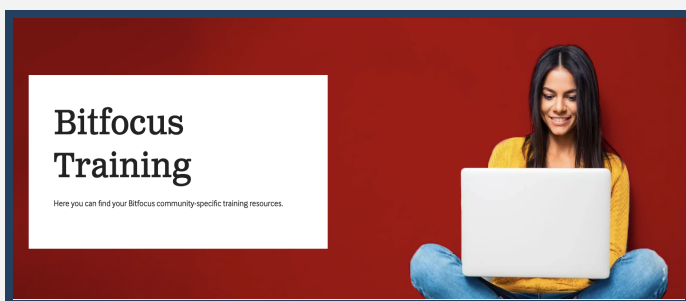 Bitfocus
Training
Here you can find your Bitfocus community-specific training resources.